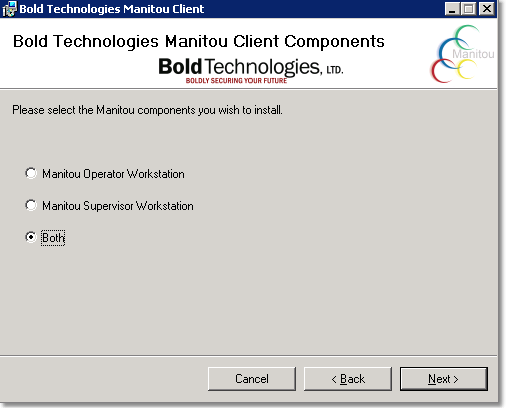 Bold Technologies Manitou Client
Bold Technologies Manitou Client Components
Manitou
BoldTechnologies, LTD.
BOLDLY SECURING YOUR FUTURE
Please select the Manitou components you wish to install.
Manitou Operator Workstation
Manitou Supervisor Workstation
Both
Cancel
< Back
Next >